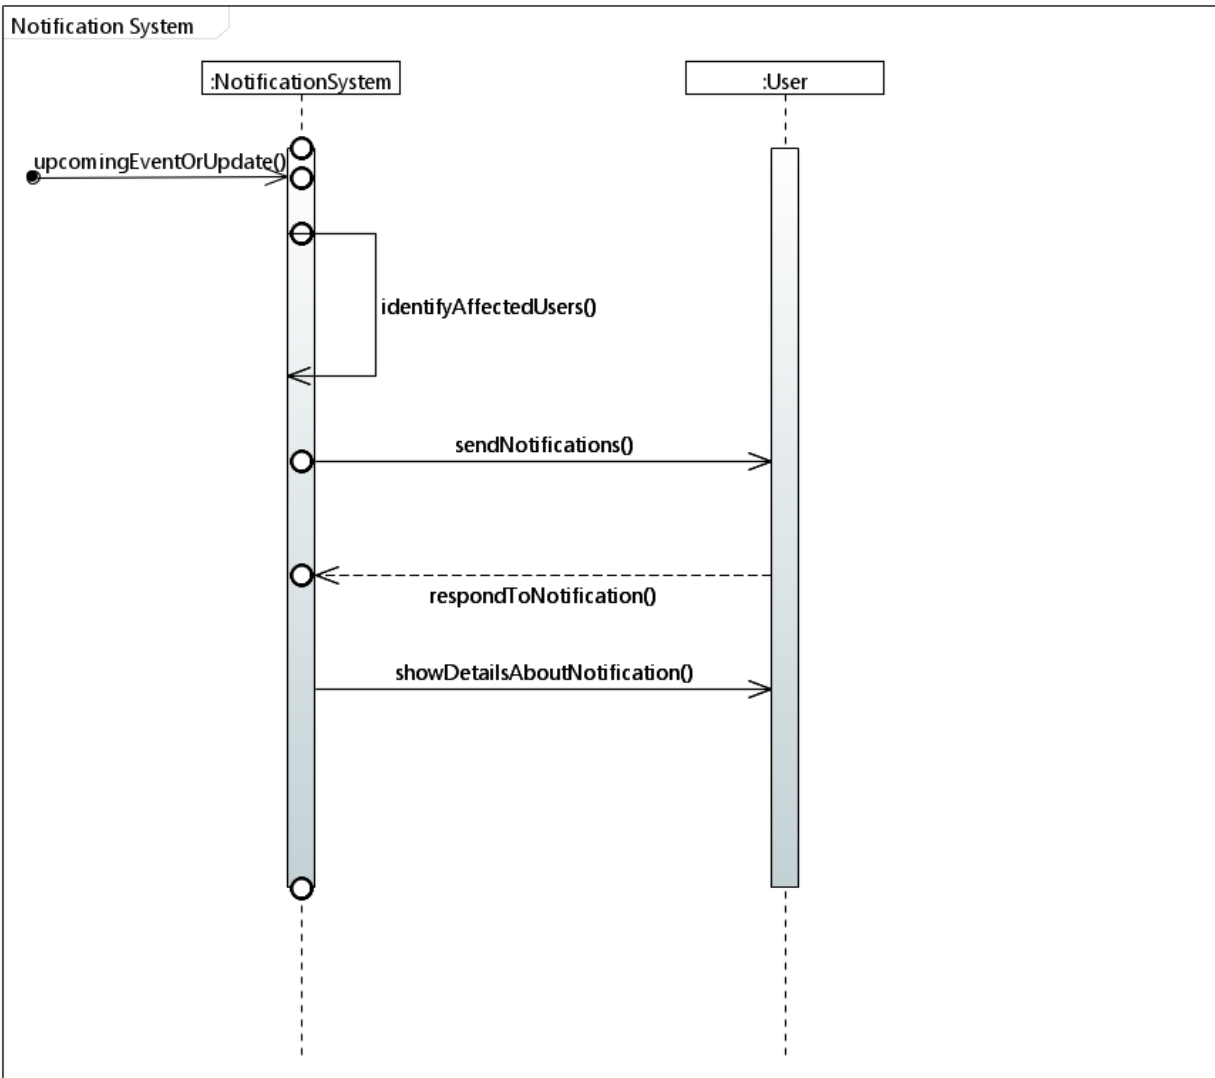 Notification System
:NotificationSystem
:User
upcomingEventOrUpdate()
identifyAffectedUsers()
sendNotifications()
respondToNotification()
showDetailsAboutNotification()